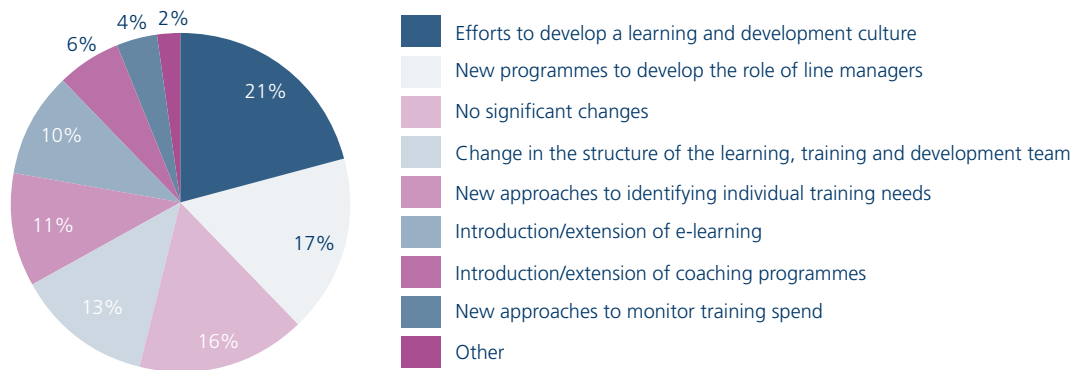 4% 2%
6%
21%
10%
11%
17%
13%
16%
Efforts to develop a learning and development culture
New programmes to develop the role of line managers
No significant changes
Change in the structure of the learning, training and development team
New approaches to identifying individual training needs
Introduction/extension of e-learning
Introduction/extension of coaching programmes
New approaches to monitor training spend
Other